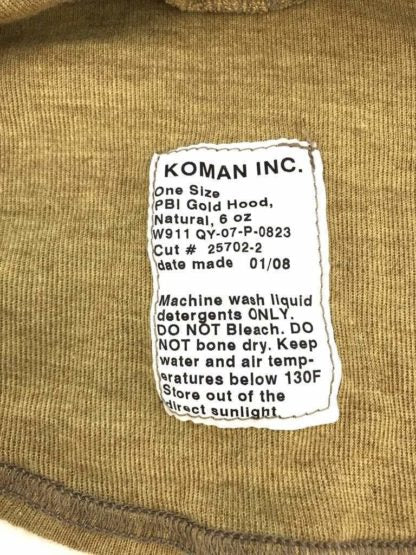 KOMAN INC.
One Size
PBI Gold Hood,
Natural, 6 oz
W911 QY-07-P-0823
Cut # 25702-2
date made 01/08
Machine wash liquid
detergents ONLY.
DO NOT Bleach. DO
NOT bone dry. Keep
water and air temp-
eratures below 130F
Store out of the
direct sunlight